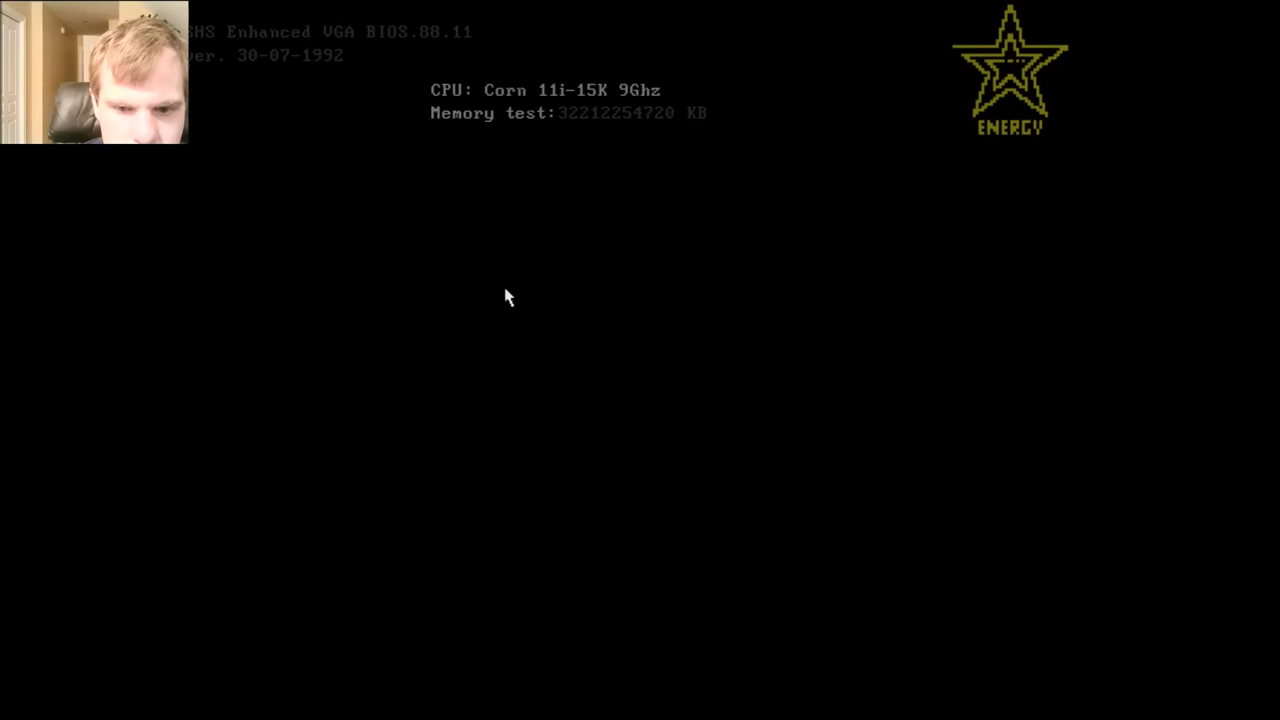 SHS Enhanced VGA BIOS.88.11
ver. 30-07-1992
CPU: Corn 11i-15K 9Ghz
Memory test:32212254720 KB
ENERGY